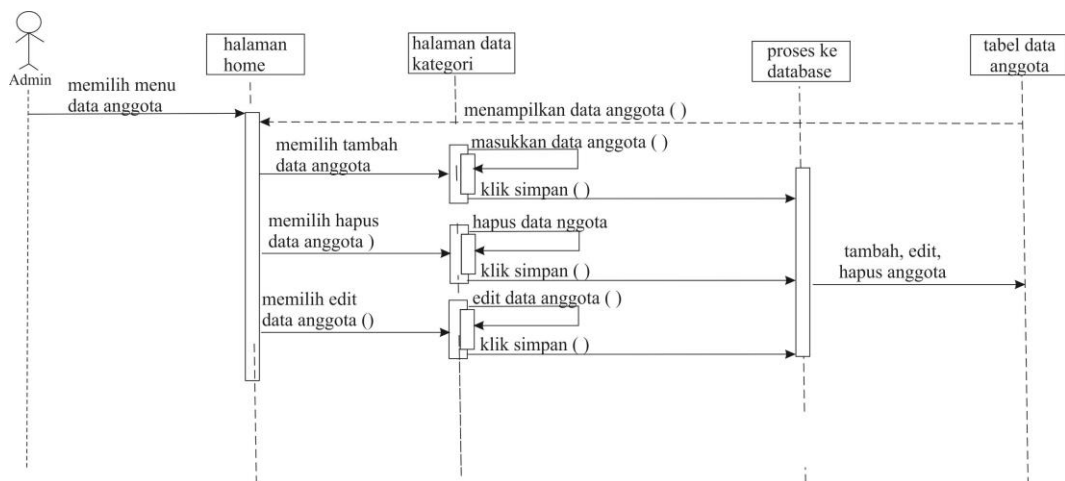 Admin
halaman
home
halaman data
kategori
proses ke
database
tabel data
anggota
memilih menu
data anggota
menampilkan data anggota ( )
memilih tambah
data anggota
masukkan data anggota ( )
klik simpan ( )
memilih hapus
data anggota )
hapus data nggota
klik simpan ( )
tambah, edit,
hapus anggota
memilih edit
data anggota ()
edit data anggota ( )
klik simpan ( )